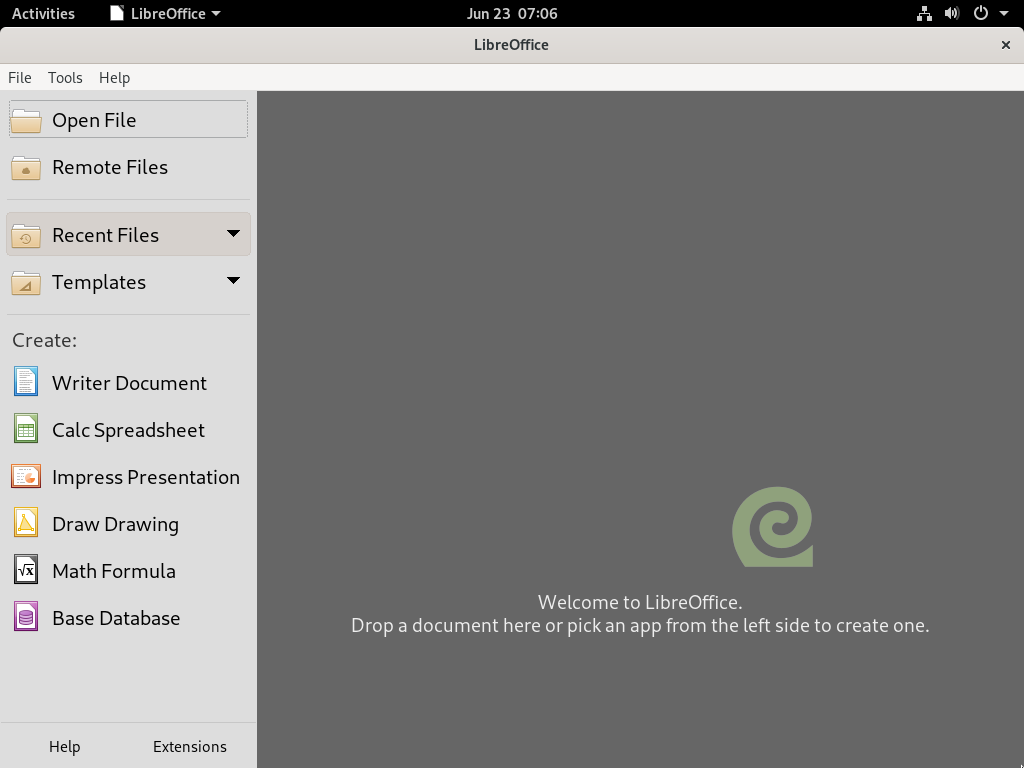 Activities
LibreOffice
Jun 23 07:06
LibreOffice
File Tools Help
Open File
Remote Files
Recent Files
Templates
Create:
Writer Document
Calc Spreadsheet
Impress Presentation
Draw Drawing
√x Math Formula
Base Database
Welcome to LibreOffice.
Drop a document here or pick an app from the left side to create one.
Help
Extensions